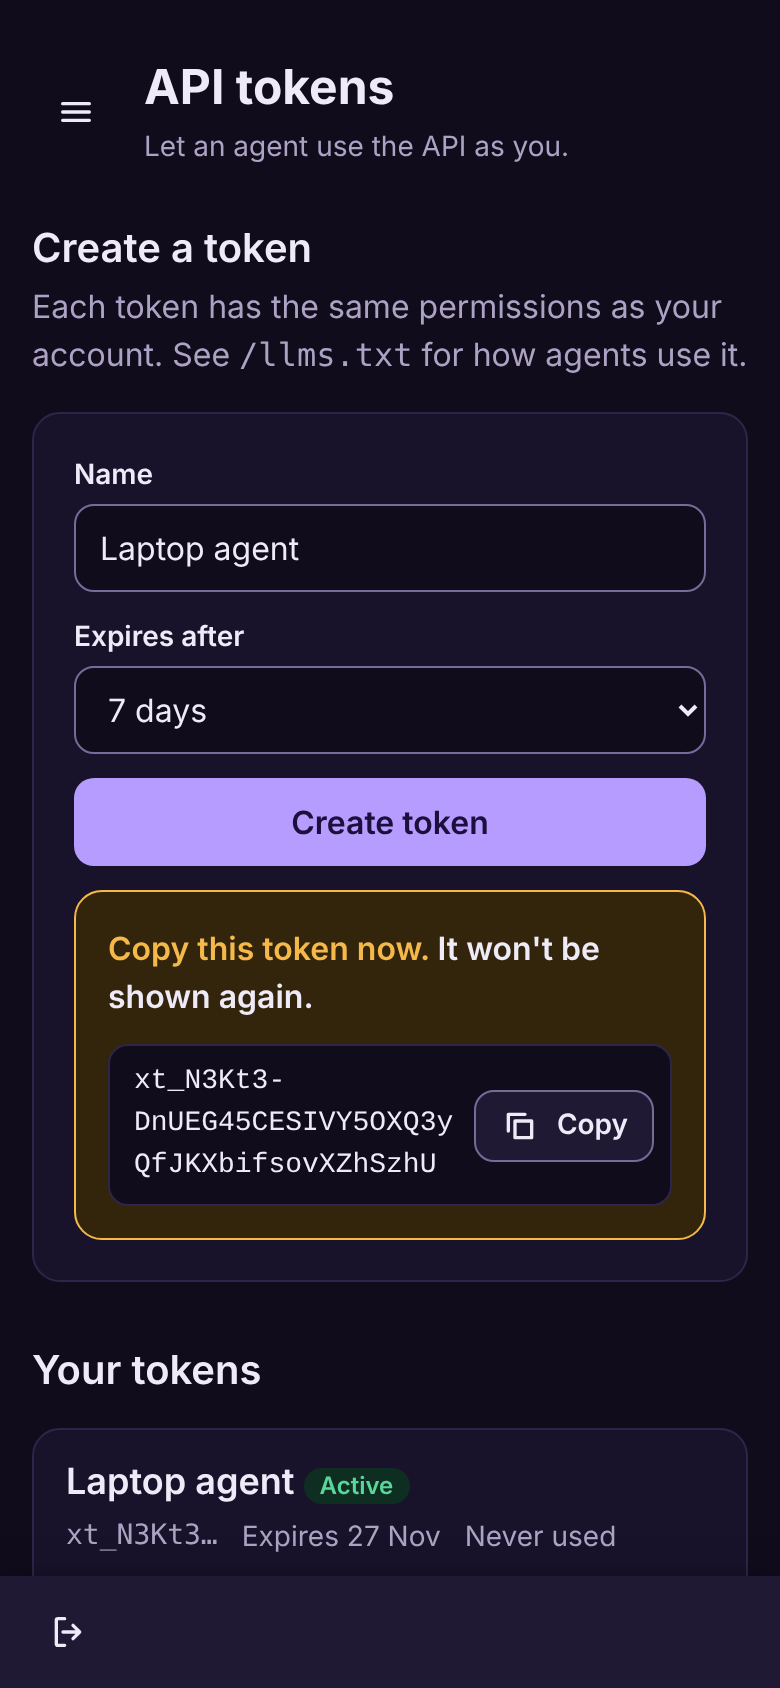 API tokens
Let an agent use the API as you.
Create a token
Each token has the same permissions as your
account. See /llms.txt for how agents use it.
Name
Laptop agent
Expires after
7 days
Create token
Copy this token now. It won't be
shown again.
xt_N3Kt3-
DnUEG45CESIVY5OXQ3y
QfJKXbifsovXZhSzhU
Copy
Your tokens
Laptop agent Active
xt_N3Kt3… Expires 27 Nov Never used